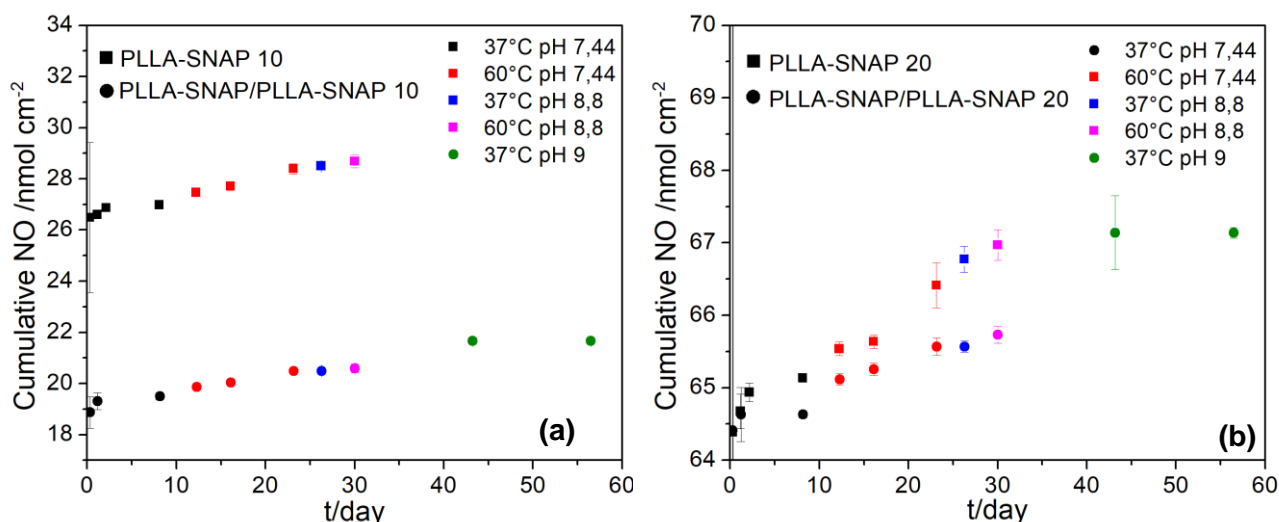 34
32
30
28
26
24
22
20
18
Cumulative NO /nmol cm⁻²
PLLA-SNAP 10
PLLA-SNAP/PLLA-SNAP 10
37°C pH 7,44
60°C pH 7,44
37°C pH 8,8
60°C pH 8,8
37°C pH 9
(a)
0 10 20 30 40 50 60
t/day
70
69
68
67
66
65
64
Cumulative NO /nmol cm⁻²
PLLA-SNAP 20
PLLA-SNAP/PLLA-SNAP 20
37°C pH 7,44
60°C pH 7,44
37°C pH 8,8
60°C pH 8,8
37°C pH 9
(b)
0 10 20 30 40 50 60
t/day